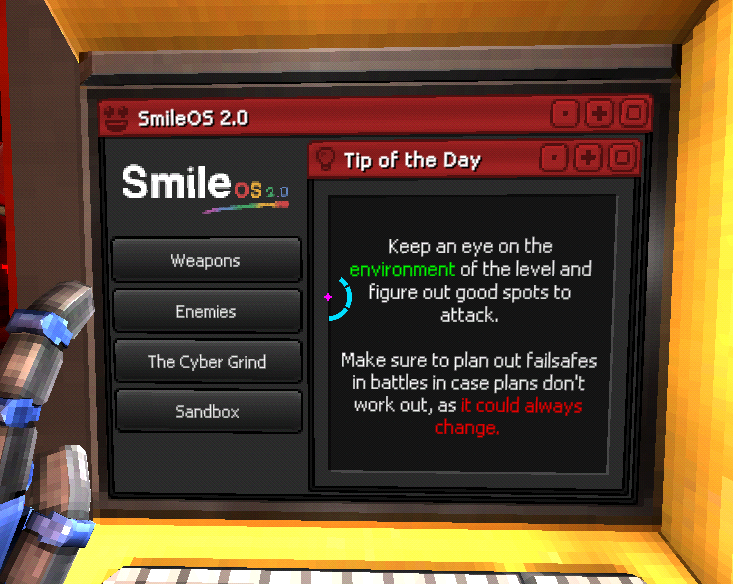 SmileOS 2.0
Tip of the Day
Smile OS 2.0
Weapons
Enemies
The Cyber Grind
Sandbox
Keep an eye on the
environment of the level and
figure out good spots to
attack.
Make sure to plan out failsafes
in battles in case plans don't
work out, as it could always
change.